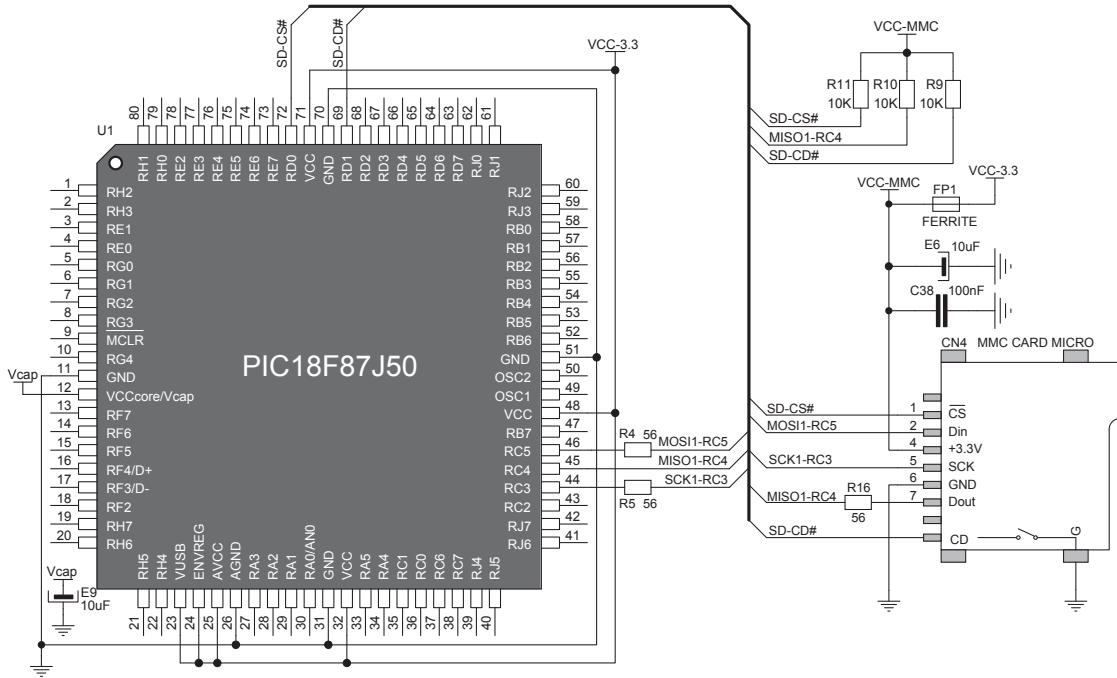 SD-CS#
SD-CD#
VCC-3.3
VCC-MMC
R11
10K
R10
10K
R9
10K
SD-CS#
MISO1-RC4
SD-CD#
VCC-MMC
VCC-3.3
FP1
FERRITE
E6
10uF
C38
100nF
U1
80
79
78
77
76
75
74
73
72
71
70
69
68
67
66
65
64
63
62
61
RH1
RH0
RE2
RE3
RE4
RE5
RE6
RE7
RD0
VCC
GND
RD1
RD2
RD3
RD4
RD5
RD6
RD7
RJ0
RJ1
1 RH2
2 RH3
3 RE1
4 RE0
5 RG0
6 RG1
7 RG2
8 RG3
9 MCLR
10 RG4
11 GND
12 VCCcore/Vcap
13 RF7
14 RF6
15 RF5
16 RF4/D+
17 RF3/D-
18 RF2
19 RH7
20 RH6
Vcap
PIC18F87J50
RJ2 60
RJ3 59
RB0 58
RB1 57
RB2 56
RB3 55
RB4 54
RB5 53
RB6 52
GND 51
OSC2 50
OSC1 49
VCC 48
RB7 47
RC5 46
RC4 45
RC3 44
RC2 43
RJ7 42
RJ6 41
RH5
RH4
VUSB
ENVREG
AVCC
AGND
RA3
RA2
RA1
RA0/AN0
GND
VCC
RA5
RA4
RC1
RC0
RC6
RC7
RJ4
RJ5
21
22
23
24
25
26
27
28
29
30
31
32
33
34
35
36
37
38
39
40
Vcap
E9
10uF
R4 56
MOSI1-RC5
MISO1-RC4
SCK1-RC3
R5 56
SD-CS#
MOSI1-RC5
SCK1-RC3
MISO1-RC4
R16
56
SD-CD#
CN4 MMC CARD MICRO
1 CS
2 Din
4 +3.3V
5 SCK
6 GND
7 Dout
CD
G